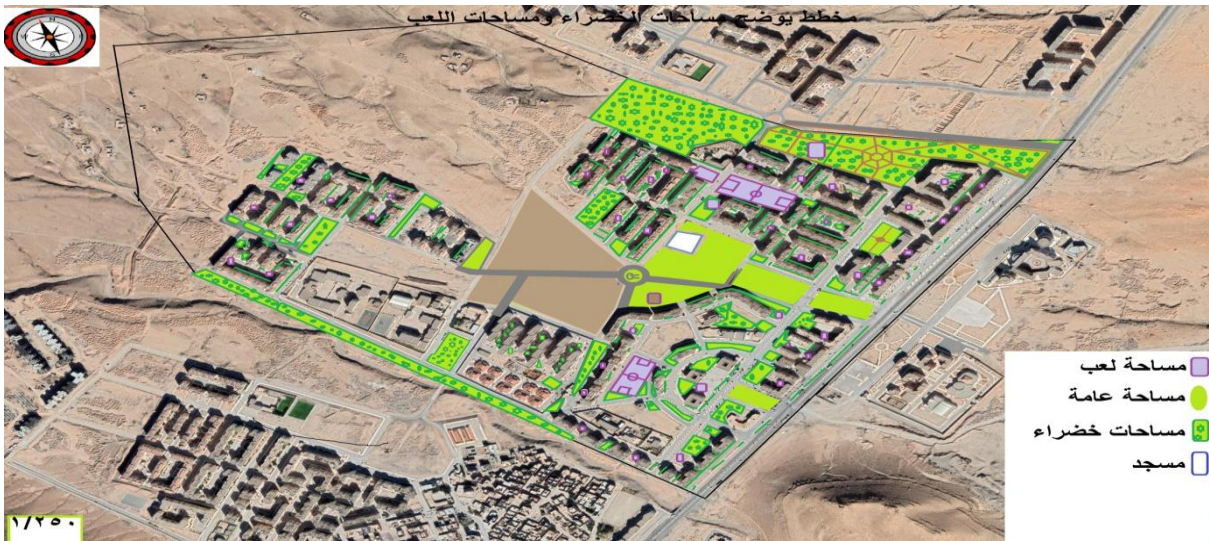 مخطط يوضح مساحات الخضراء ومساحات اللعب
مساحة لعب
مساحة عامة
مساحات خضراء
مسجد
١/٢٥٠